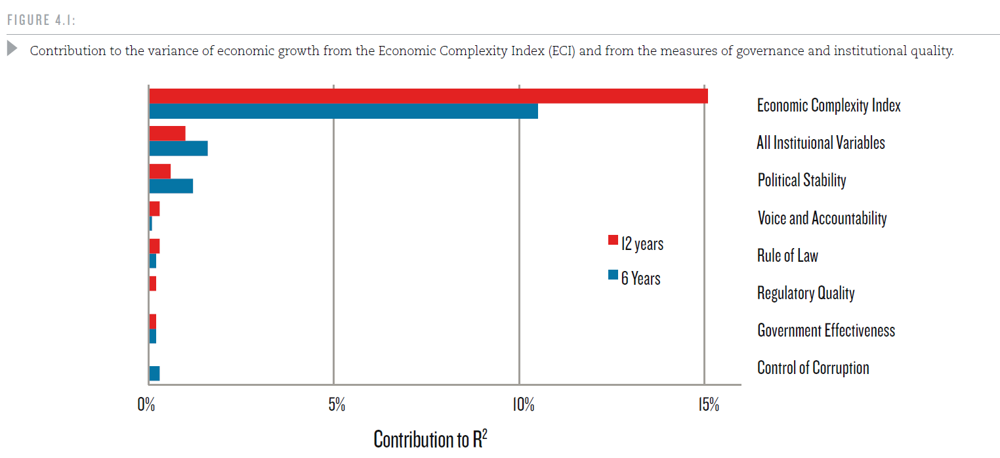 FIGURE 4.1:
Contribution to the variance of economic growth from the Economic Complexity Index (ECI) and from the measures of governance and institutional quality.
Economic Complexity Index
All Instituional Variables
Political Stability
Voice and Accountability
12 years
Rule of Law
6 Years
Regulatory Quality
Government Effectiveness
Control of Corruption
0% 5% 10% 15%
Contribution to R²